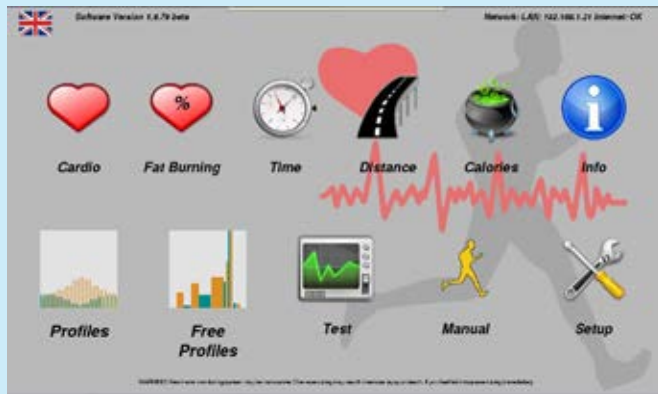 Software Version 1.9.79 beta
Network: LAN: 192.168.1.21 Internet: OK
%
Cardio
Fat Burning
Time
Distance
Calories
Info
Profiles
Free
Profiles
Test
Manual
Setup